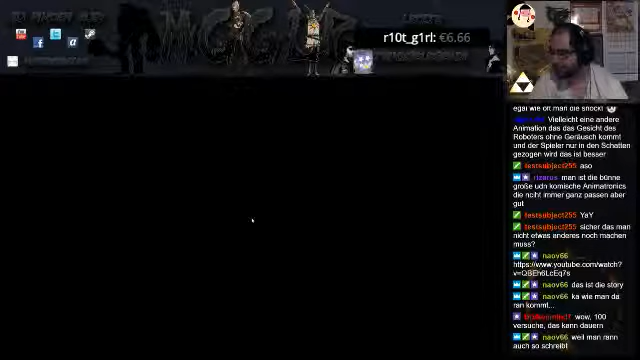 r10t_g1rl: €6.66
egal wie oft man die shockt
Vielleicht eine andere
Animation das das Gesicht des
Roboters ohne Geräusch kommt
und der Spieler nur in den Schatten
gezogen wird das ist besser
testsubject255 aso
rizarus man ist die bünne
große udn komische Animatronics
die nciht immer ganz passen aber
gut
testsubject255 YaY
testsubject255 sicher das man
nicht etwas anderes noch machen
muss?
naov66
https://www.youtube.com/watch?
naov66 das ist die story
naov66 ka wie man da
ran kommt...
wow, 100
versuche, das kann dauern
naov66 weil man rann
auch so schreibt